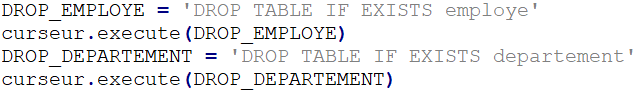 DROP_EMPLOYE = 'DROP TABLE IF EXISTS employe'
curseur.execute(DROP_EMPLOYE)
DROP_DEPARTEMENT = 'DROP TABLE IF EXISTS departement'
curseur.execute(DROP_DEPARTEMENT)